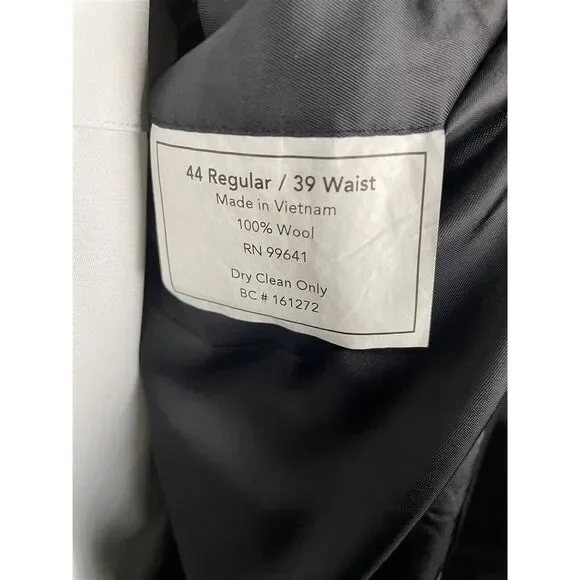 44 Regular / 39 Waist
Made in Vietnam
100% Wool
RN 99641
Dry Clean Only
BC # 161272